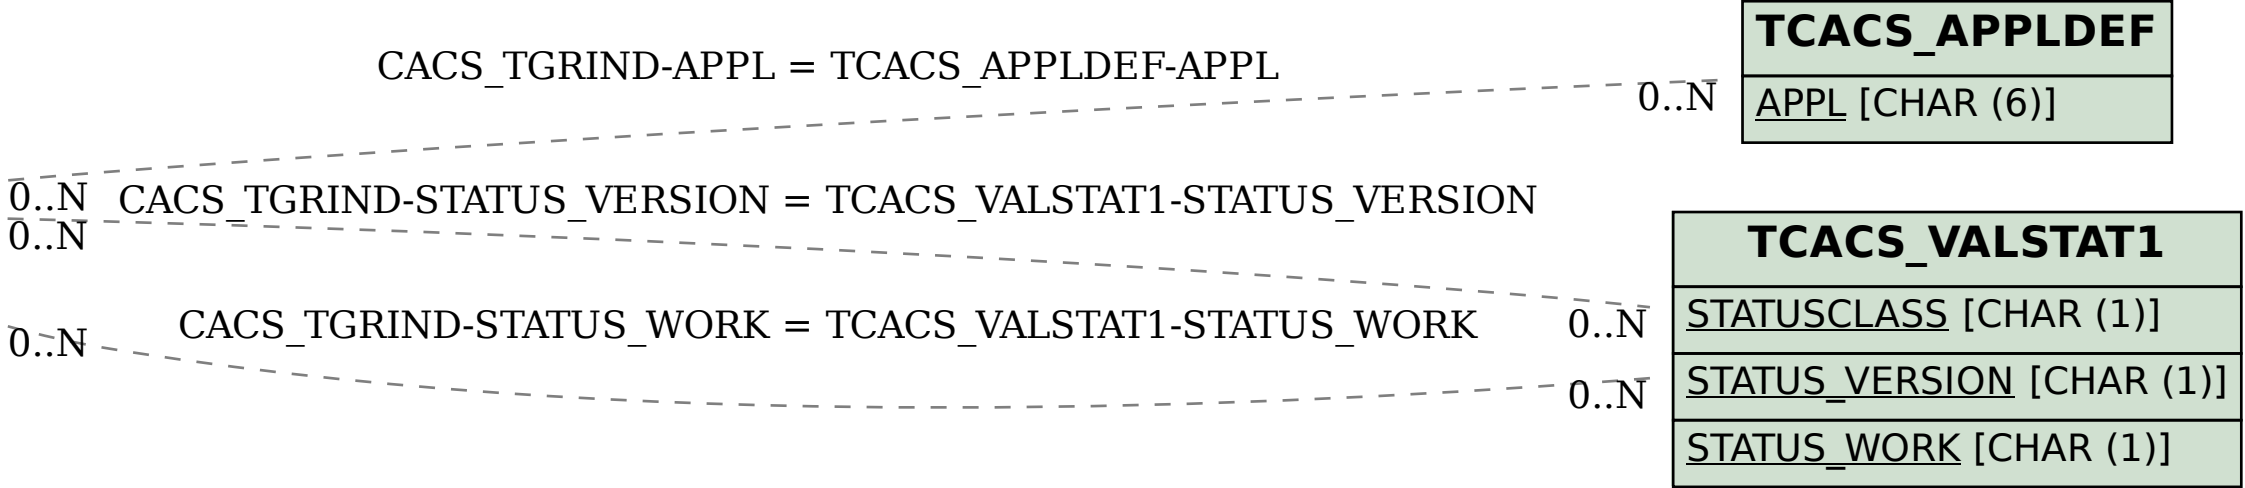 TCACS_APPLDEF
CACS_TGRIND-APPL = TCACS_APPLDEF-APPL
0..N
APPL [CHAR (6)]
0..N
CACS_TGRIND-STATUS_VERSION = TCACS_VALSTAT1-STATUS_VERSION
0..N
TCACS_VALSTAT1
STATUSCLASS [CHAR (1)]
CACS_TGRIND-STATUS_WORK = TCACS_VALSTAT1-STATUS_WORK
0..N
0..N
STATUS_VERSION [CHAR (1)]
0..N
STATUS_WORK [CHAR (1)]